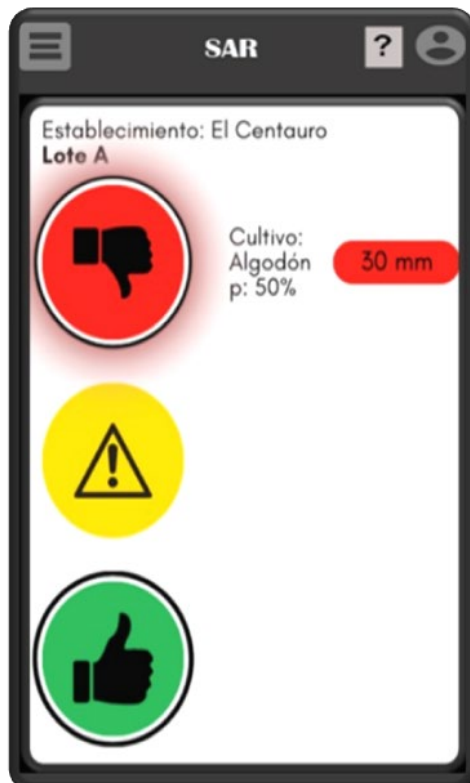 SAR
?
Establecimiento: El Centauro
Lote A
Cultivo:
Algodón
p: 50%
30 mm
!